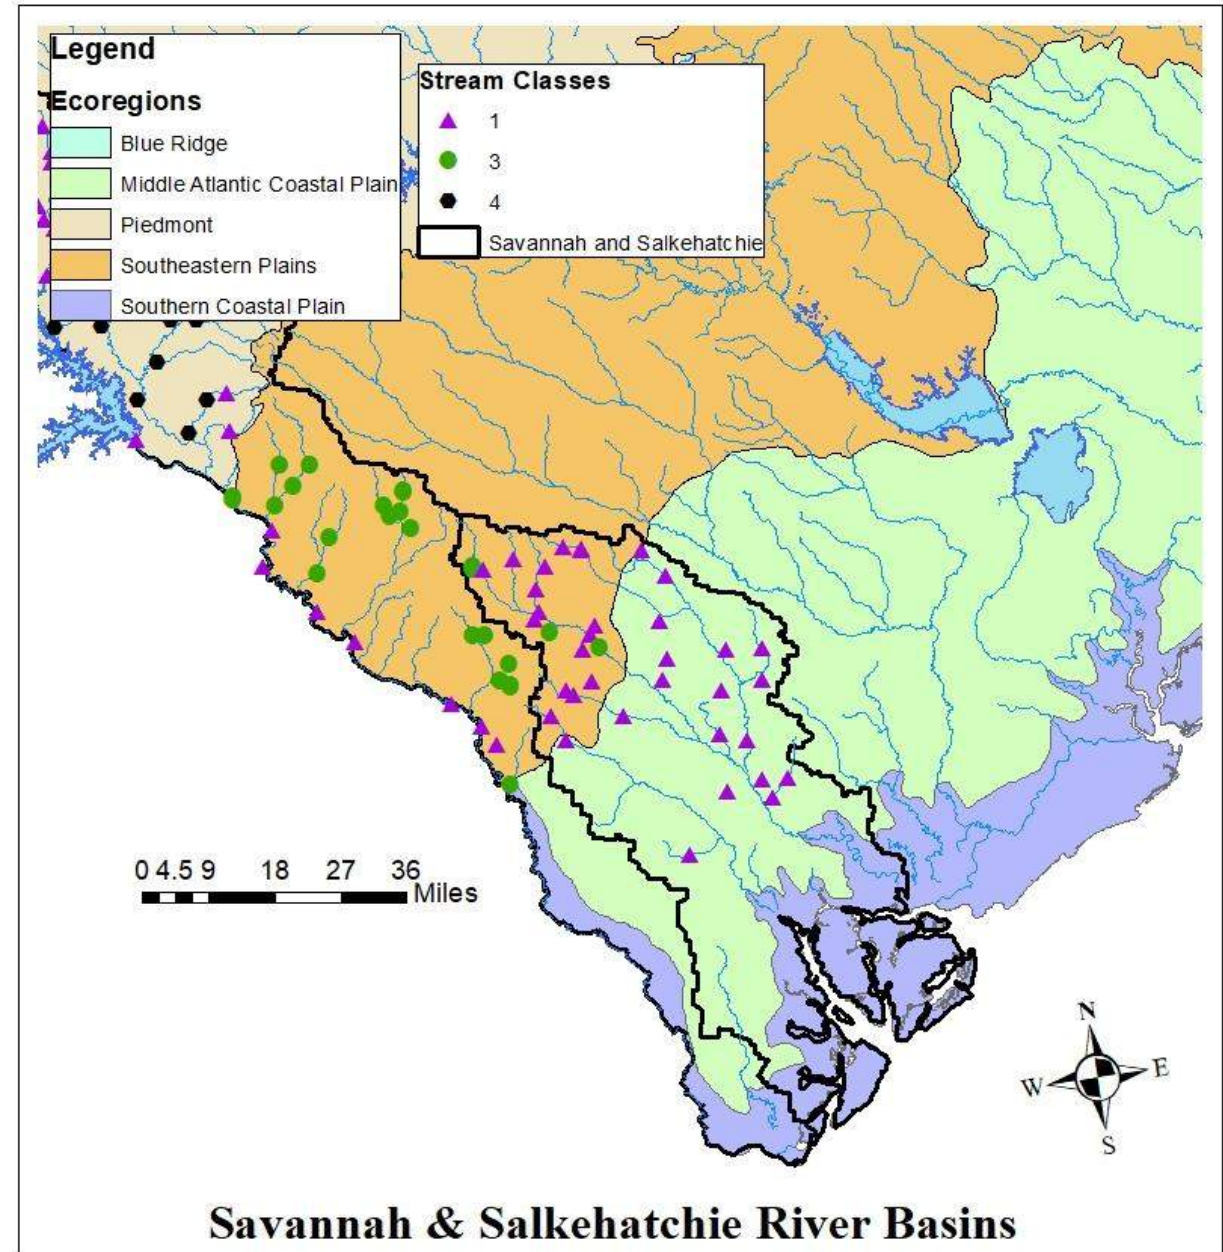 Legend
Ecoregions
Blue Ridge
Middle Atlantic Coastal Plain
Piedmont
Southeastern Plains
Southern Coastal Plain
Stream Classes
1
3
4
Savannah and Salkehatchie
0 4.5 9 18 27 36
Miles
N
W E
S
Savannah & Salkehatchie River Basins